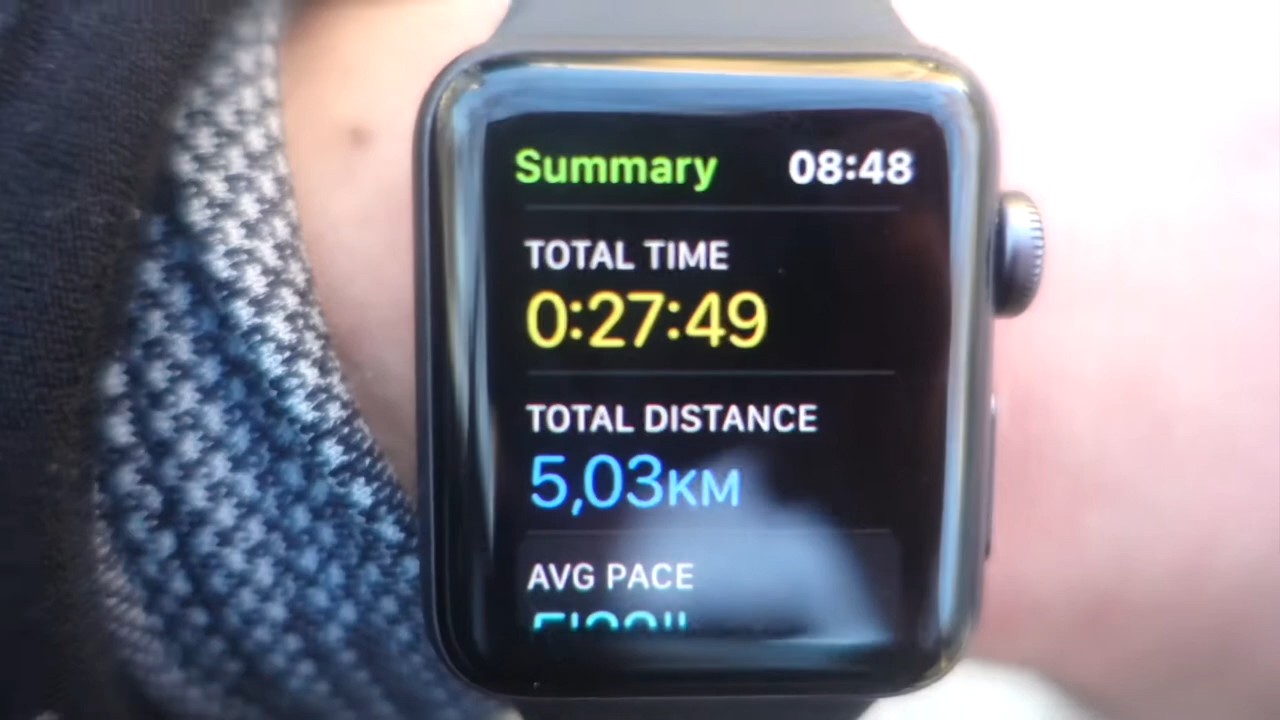 Summary 08:48
TOTAL TIME
0:27:49
TOTAL DISTANCE
5,03KM
AVG PACE